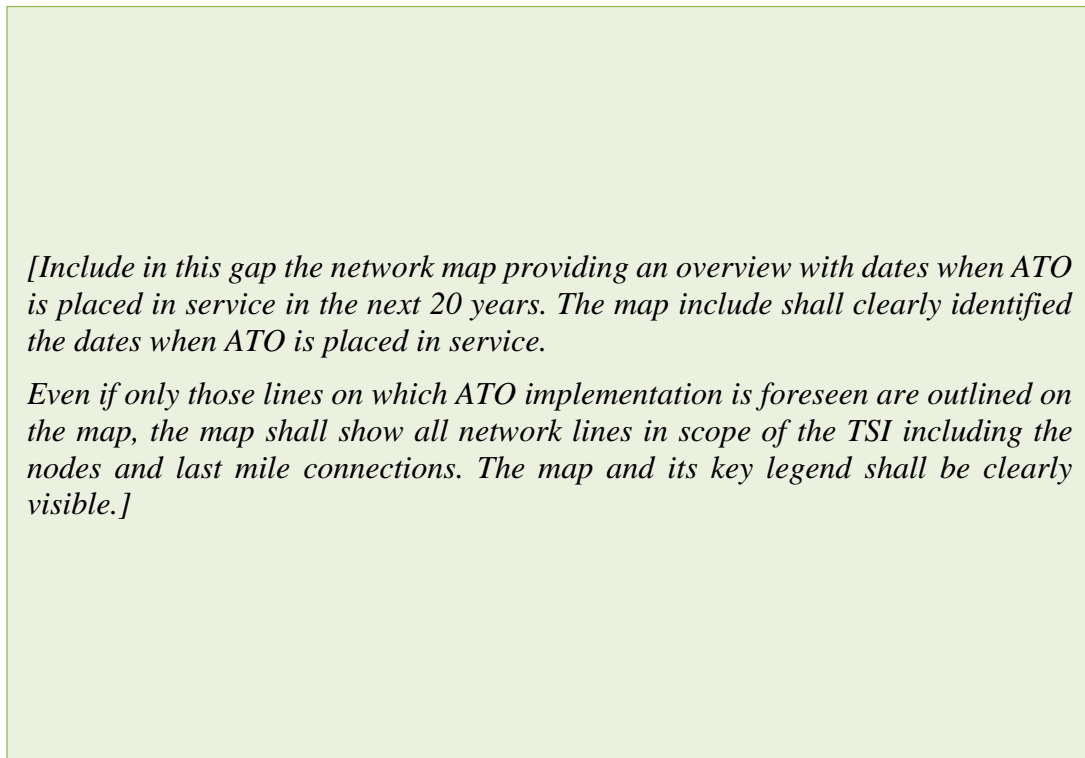 [Include in this gap the network map providing an overview with dates when ATO
is placed in service in the next 20 years. The map include shall clearly identified
the dates when ATO is placed in service.
Even if only those lines on which ATO implementation is foreseen are outlined on
the map, the map shall show all network lines in scope of the TSI including the
nodes and last mile connections. The map and its key legend shall be clearly
visible.]